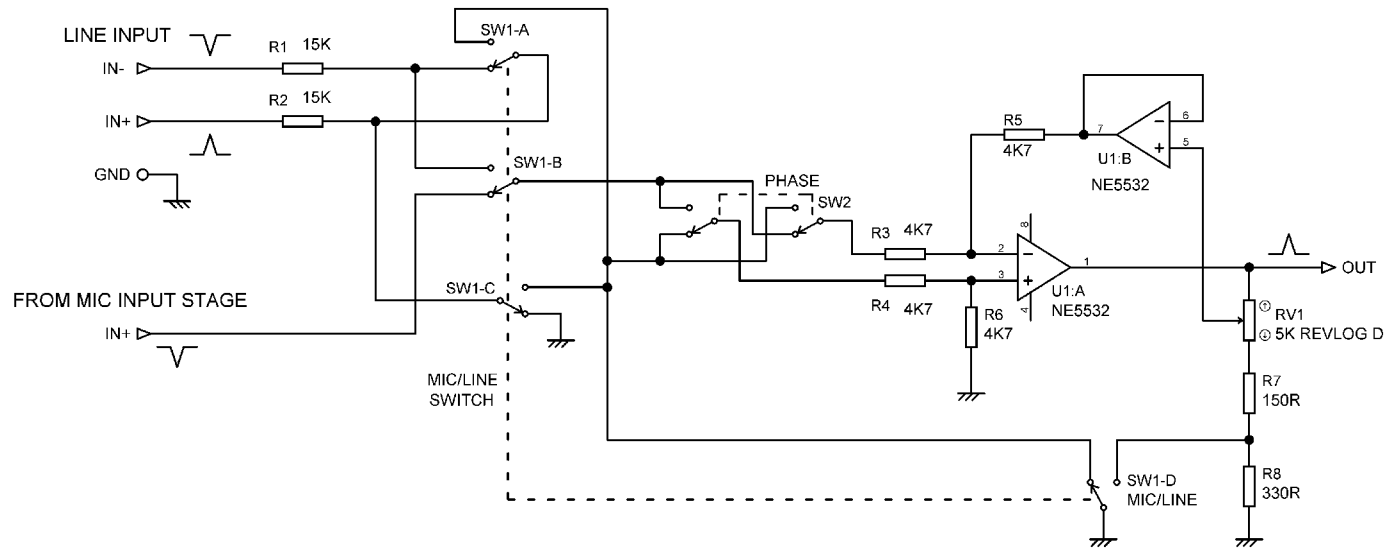 LINE INPUT
IN-
R1 15K
SW1-A
IN+
R2 15K
GND
SW1-B
FROM MIC INPUT STAGE
IN+
SW1-C
MIC/LINE
SWITCH
PHASE
SW2
R3 4K7
R4 4K7
R5
4K7
R6
4K7
2
3
8
4
1
U1:A
NE5532
6
5
7
U1:B
NE5532
OUT
RV1
5K REVLOG D
R7
150R
R8
330R
SW1-D
MIC/LINE